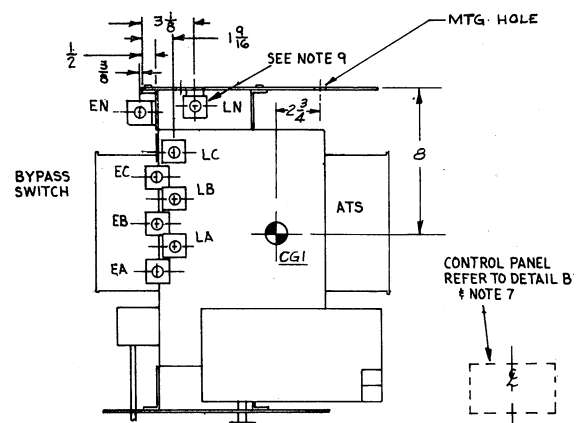 3 1/8
1 9/16
1/2
3/8
MTG. HOLE
SEE NOTE 9
EN
LN
2 3/4
8
LC
EC
LB
EB
LA
EA
BYPASS
SWITCH
ATS
CG1
CONTROL PANEL
REFER TO DETAIL B
& NOTE 7
℄